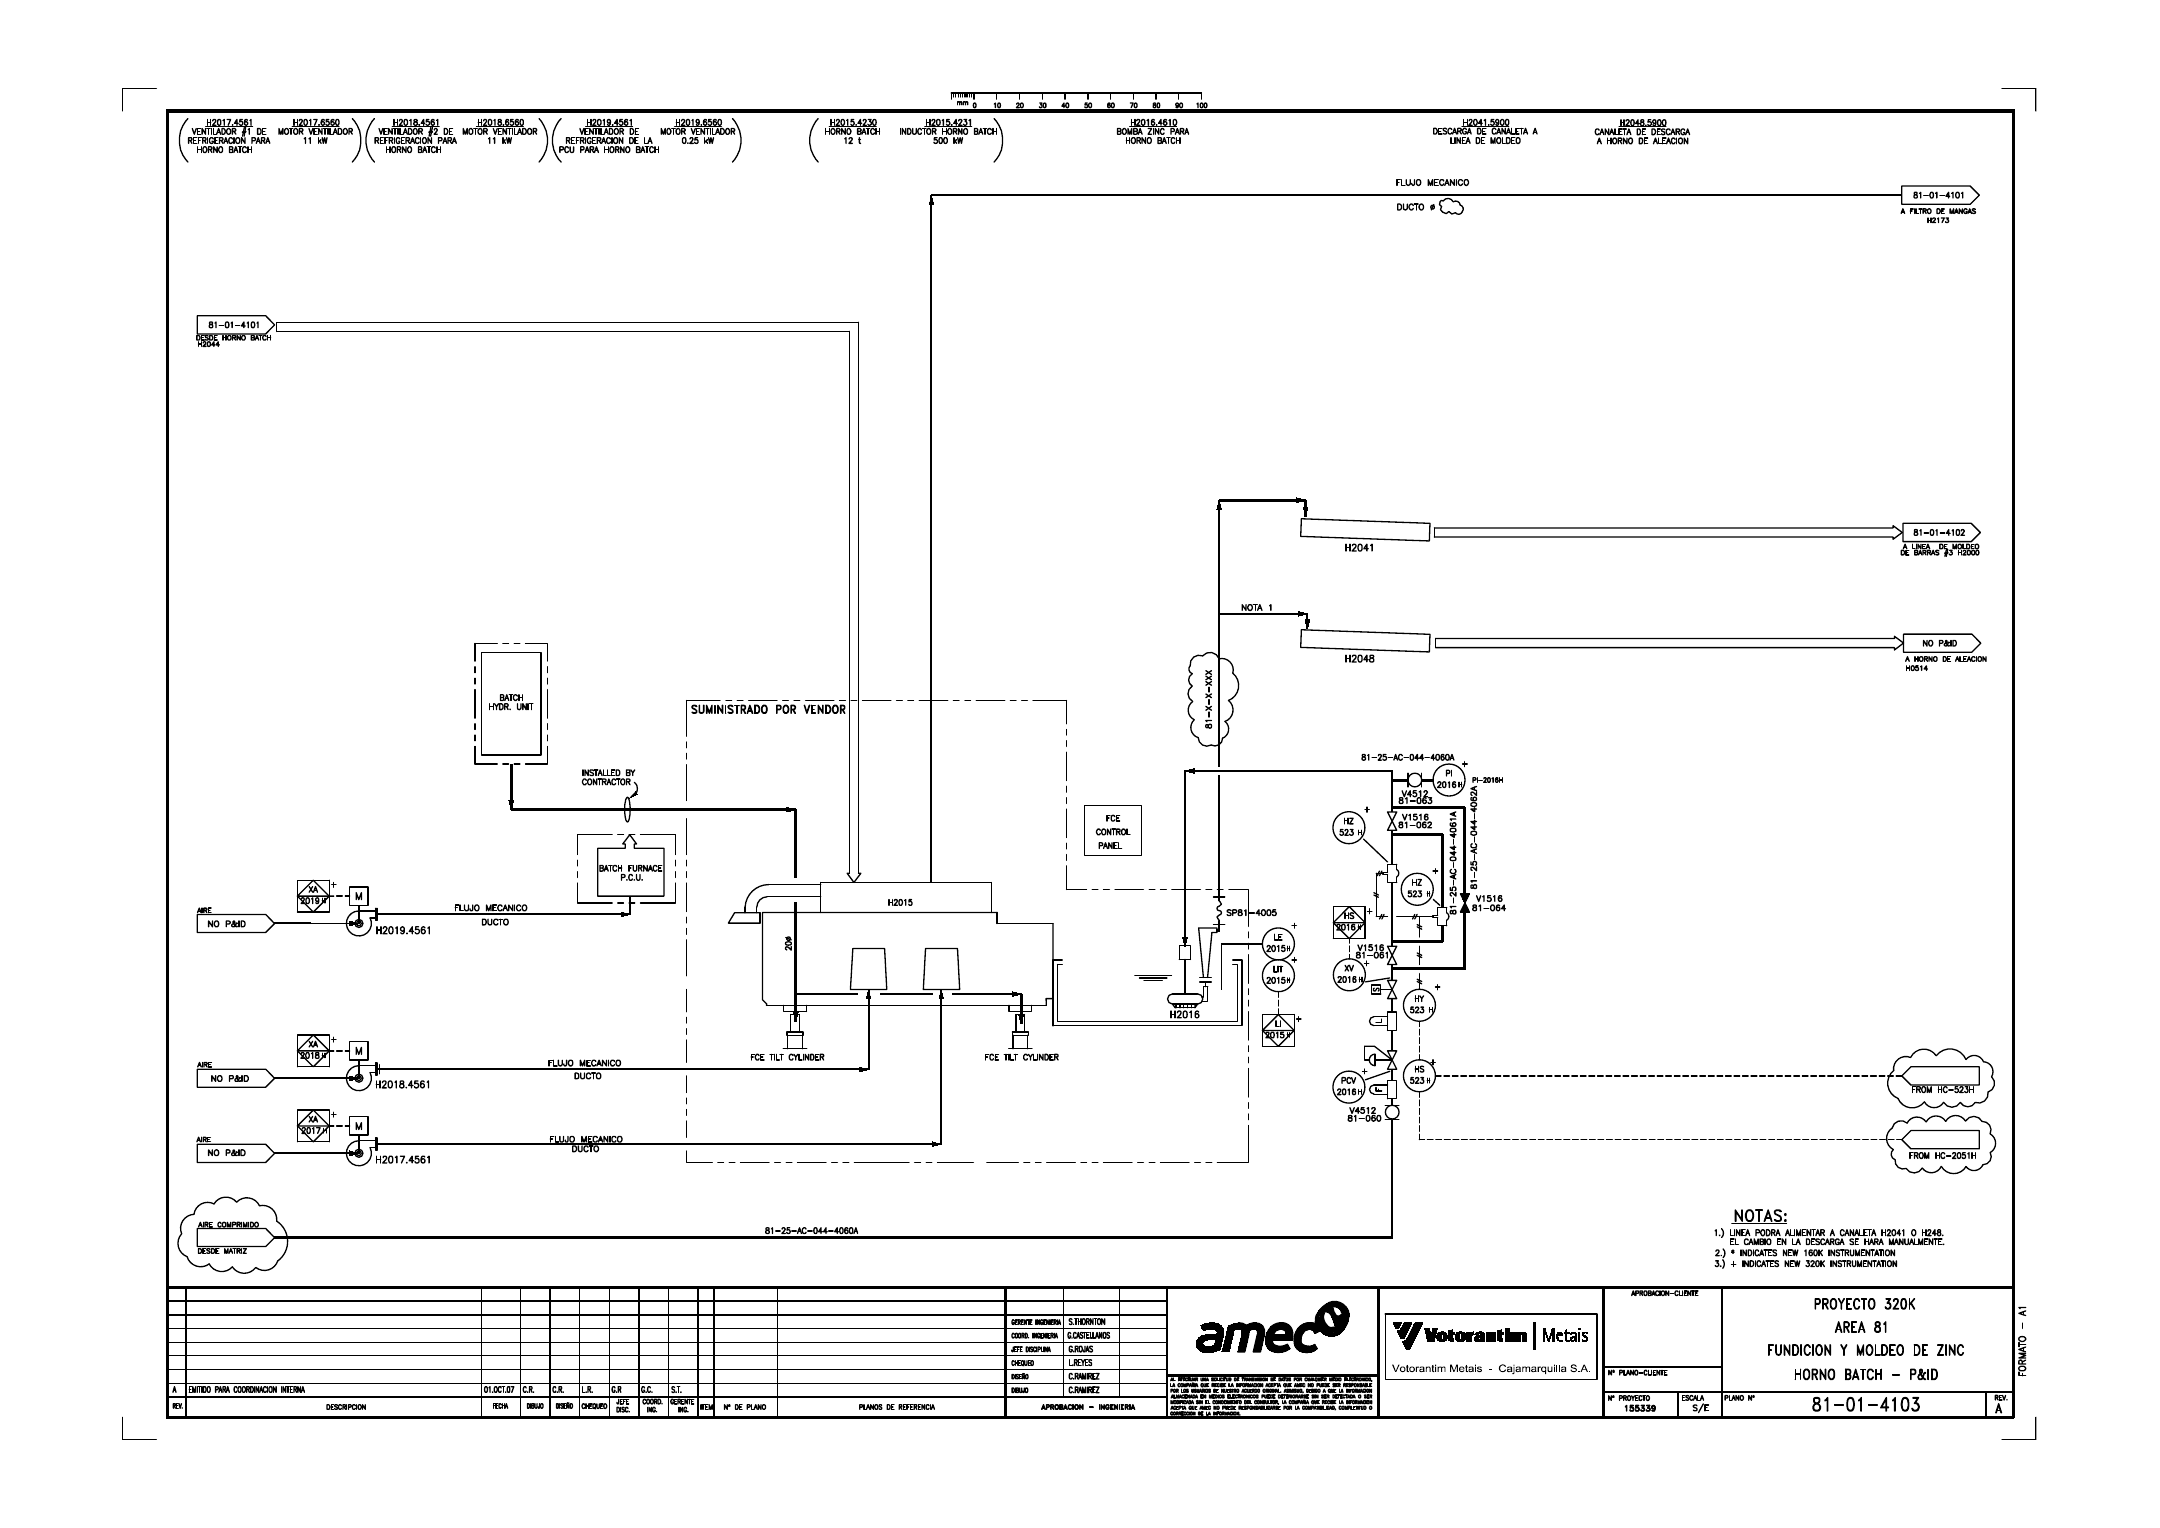 mm 0 10 20 30 40 50 60 70 80 90 100
H2017.4561
VENTILADOR #1 DE
REFRIGERACION PARA
HORNO BATCH
H2017.6560
MOTOR VENTILADOR
11 kW
H2018.4561
VENTILADOR #2 DE
REFRIGERACION PARA
HORNO BATCH
H2018.6560
MOTOR VENTILADOR
11 kW
H2019.4561
VENTILADOR DE
REFRIGERACION DE LA
PCU PARA HORNO BATCH
H2019.6560
MOTOR VENTILADOR
0.25 kW
H2015.4230
HORNO BATCH
12 t
H2015.4231
INDUCTOR HORNO BATCH
500 kW
H2016.4610
BOMBA ZINC PARA
HORNO BATCH
H2041.5900
DESCARGA DE CANALETA A
LINEA DE MOLDEO
H2048.5900
CANALETA DE DESCARGA
A HORNO DE ALEACION
FLUJO MECANICO
DUCTO ø
81-01-4101
A FILTRO DE MANGAS
H2173
81-01-4101
DESDE HORNO BATCH
H2044
H2041
81-01-4102
A LINEA DE MOLDEO
DE BARRAS #3 H2000
NOTA 1
H2048
NO P&ID
A HORNO DE ALEACION
H0514
81-X-X-XXX
BATCH
HYDR. UNIT
SUMINISTRADO POR VENDOR
INSTALLED BY
CONTRACTOR
BATCH FURNACE
P.C.U.
FCE
CONTROL
PANEL
81-25-AC-044-4060A
PI
2016H
PI-2016H
V4512
81-063
V1516
81-062
HZ
523 H
HZ
523 H
81-25-AC-044-4061A
81-25-AC-044-4062A
V1516
81-064
HS
2016H
V1516
81-061
XV
2016H
S
HY
523 H
L
HS
523 H
PCV
2016H
F
V4512
81-060
FROM HC-523H
FROM HC-2051H
H2015
20ø
SP81-4005
LE
2015H
LIT
2015H
LI
2015H
H2016
FCE TILT CYLINDER
FCE TILT CYLINDER
XA
2019H
M
AIRE
NO P&ID
H2019.4561
FLUJO MECANICO
DUCTO
XA
2018H
M
AIRE
NO P&ID
H2018.4561
FLUJO MECANICO
DUCTO
XA
2017H
M
AIRE
NO P&ID
H2017.4561
FLUJO MECANICO
DUCTO
AIRE COMPRIMIDO
DESDE MATRIZ
81-25-AC-044-4060A
NOTAS:
1.) LINEA PODRA ALIMENTAR A CANALETA H2041 O H248.
EL CAMBIO EN LA DESCARGA SE HARA MANUALMENTE.
2.) * INDICATES NEW 160K INSTRUMENTATION
3.) + INDICATES NEW 320K INSTRUMENTATION
A EMITIDO PARA COORDINACION INTERNA 01.OCT.07 C.R. C.R. L.R. G.R G.C. S.T.
REV. DESCRIPCION FECHA DIBUJO DISEÑO CHEQUEO JEFE DISC. COORD. ING. GERENTE ING. ITEM N° DE PLANO PLANOS DE REFERENCIA
GERENTE INGENIERIA S.THORNTON
COORD. INGENIERIA G.CASTELLANOS
JEFE DISCIPLINA G.ROJAS
CHEQUEO L.REYES
DISEÑO C.RAMIREZ
DIBUJO C.RAMIREZ
APROBACION - INGENIERIA
amec
Votorantim | Metais
Votorantim Metais - Cajamarquilla S.A.
APROBACION-CLIENTE
N° PLANO-CLIENTE
N° PROYECTO
155339
ESCALA
S/E
PROYECTO 320K
AREA 81
FUNDICION Y MOLDEO DE ZINC
HORNO BATCH - P&ID
PLANO N°
81-01-4103
REV.
A
FORMATO - A1